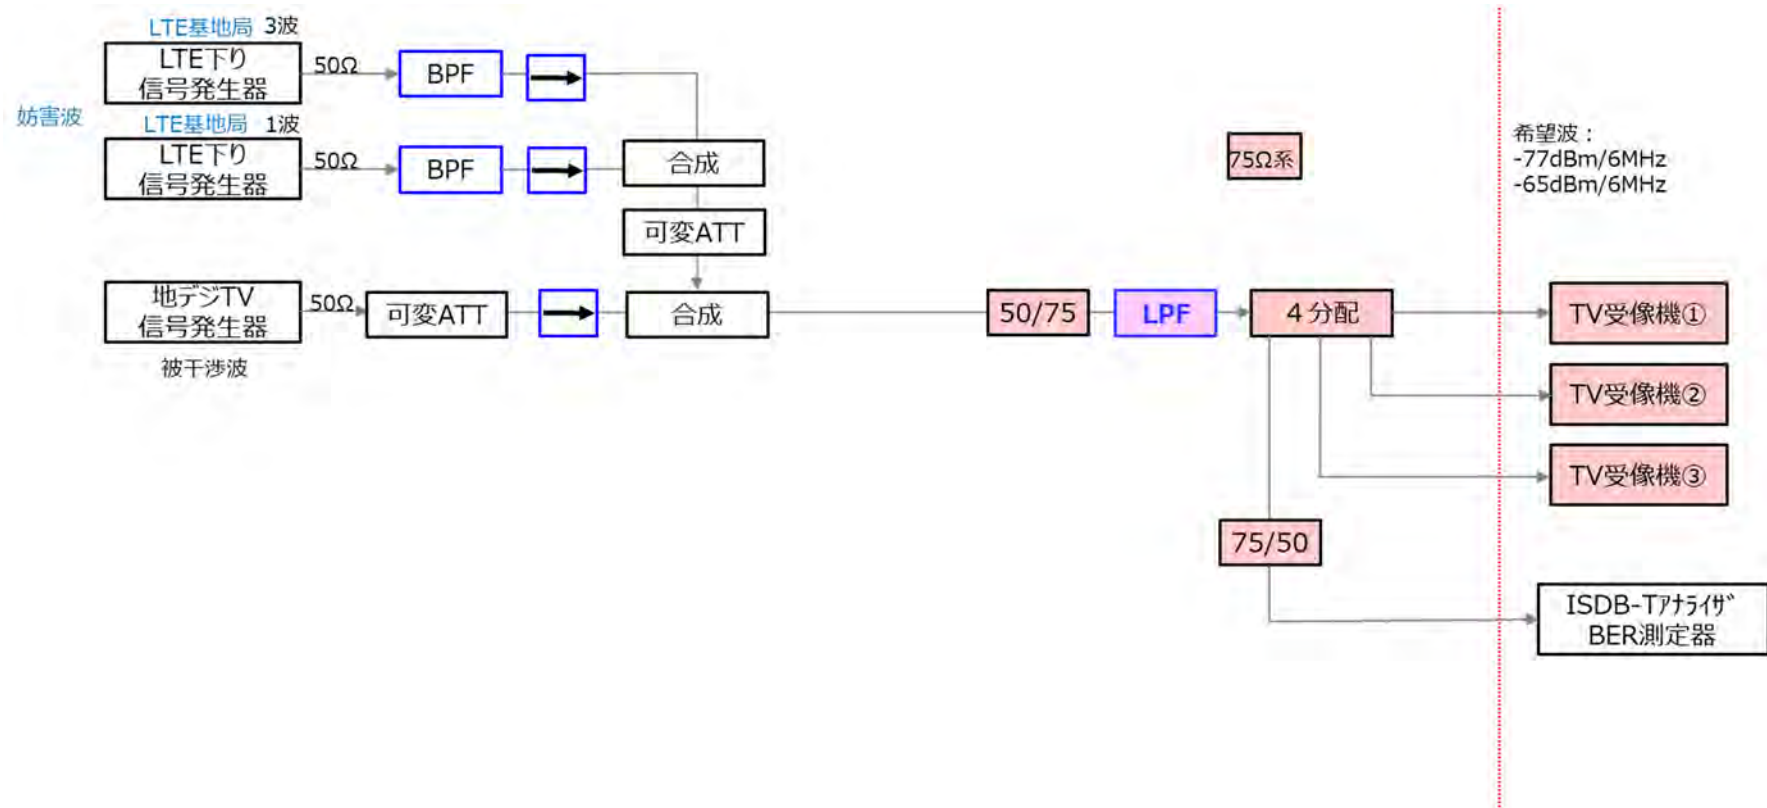 LTE基地局 3波
LTE下り
信号発生器
50Ω
BPF
妨害波
LTE基地局 1波
LTE下り
信号発生器
50Ω
BPF
合成
可変ATT
地デジTV
信号発生器
50Ω
可変ATT
合成
被干渉波
50/75
LPF
4分配
75Ω系
希望波：
-77dBm/6MHz
-65dBm/6MHz
TV受像機①
TV受像機②
TV受像機③
75/50
ISDB-Tｱﾅﾗｲｻﾞ
BER測定器